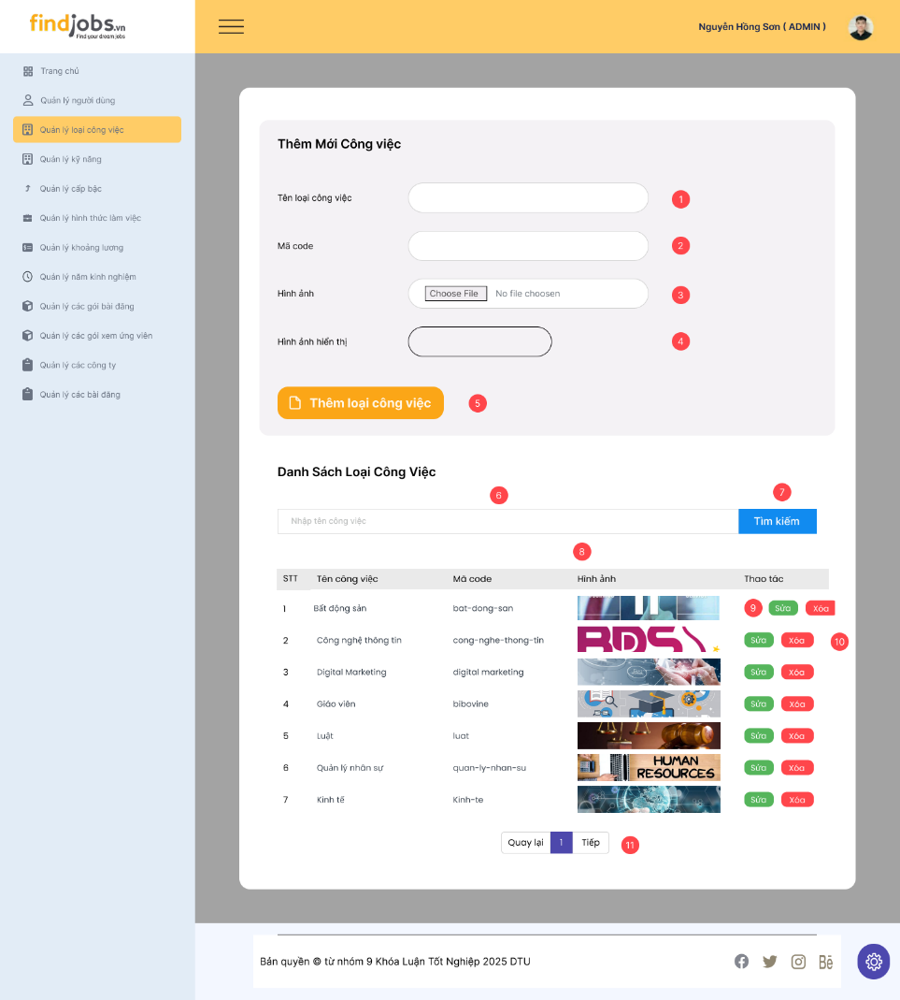 findjobs.vn
Find your dream jobs
Nguyễn Hồng Sơn ( ADMIN )
Trang chủ
Quản lý người dùng
Quản lý loại công việc
Quản lý kỹ năng
Quản lý cấp bậc
Quản lý hình thức làm việc
Quản lý khoảng lương
Quản lý năm kinh nghiệm
Quản lý các gói bài đăng
Quản lý các gói xem ứng viên
Quản lý các công ty
Quản lý các bài đăng
Thêm Mới Công việc
Tên loại công việc 1
Mã code 2
Hình ảnh Choose File No file choosen 3
Hình ảnh hiển thị 4
Thêm loại công việc 5
Danh Sách Loại Công Việc
6 7
Nhập tên công việc Tìm kiếm
8
STT Tên công việc Mã code Hình ảnh Thao tác
1 Bất động sản bat-dong-san 9 Sửa Xóa
2 Công nghệ thông tin cong-nghe-thong-tin BDS Sửa Xóa 10
3 Digital Marketing digital marketing Sửa Xóa
4 Giáo viên bibovine Sửa Xóa
5 Luật luat Sửa Xóa
6 Quản lý nhân sự quan-ly-nhan-su HUMAN RESOURCES Sửa Xóa
7 Kinh tế Kinh-te Sửa Xóa
Quay lại 1 Tiếp 11
Bản quyền © từ nhóm 9 Khóa Luận Tốt Nghiệp 2025 DTU